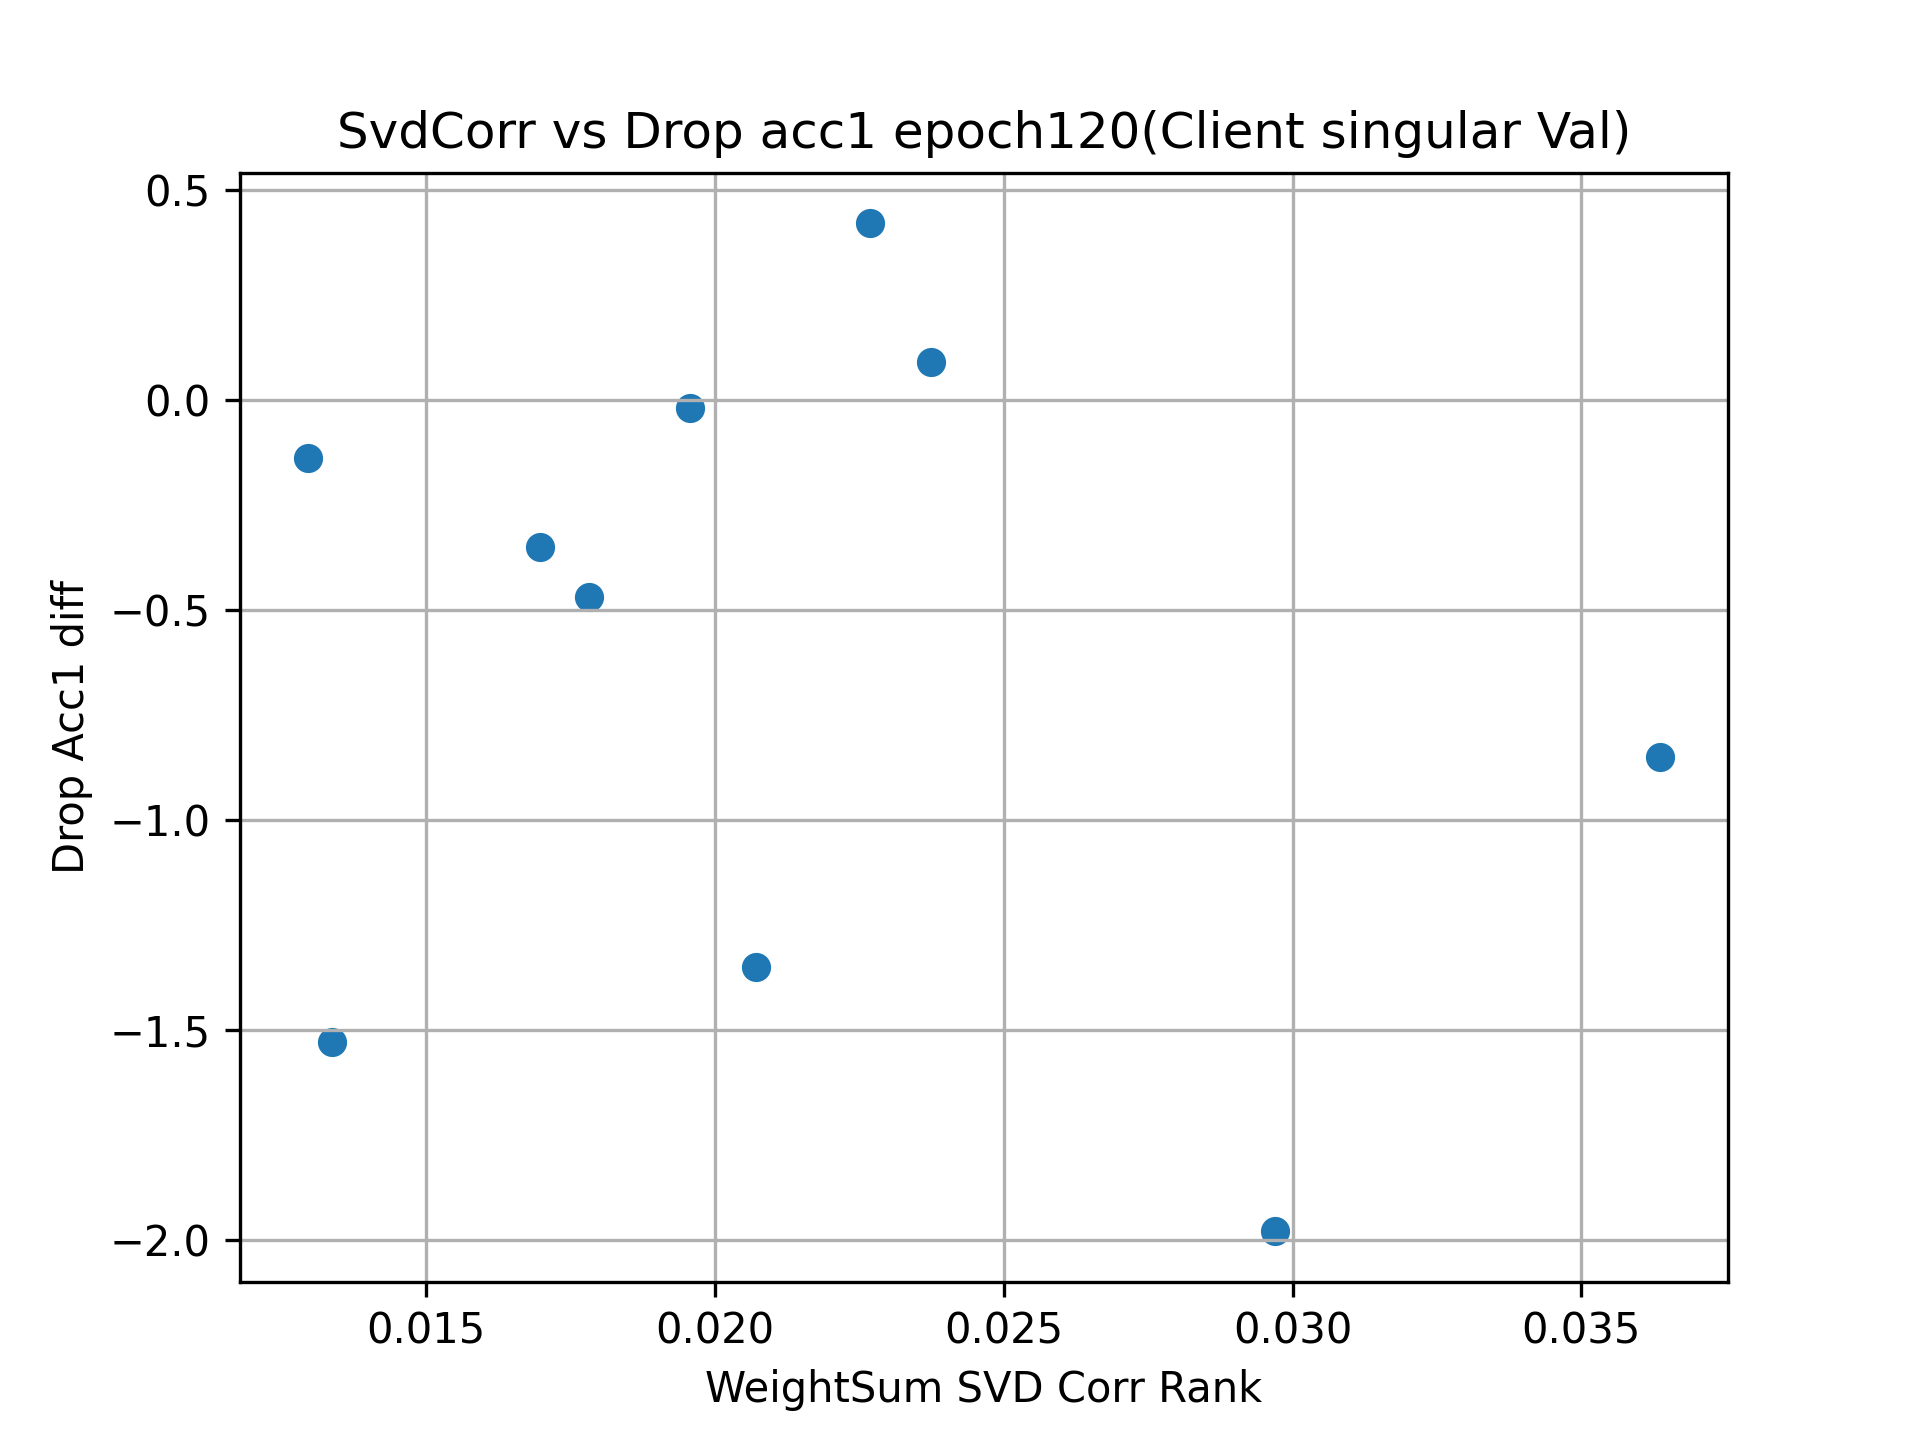 SvdCorr vs Drop acc1 epoch120(Client singular Val)
0.5
0.0
−0.5
−1.0
−1.5
−2.0
Drop Acc1 diff
0.015 0.020 0.025 0.030 0.035
WeightSum SVD Corr Rank